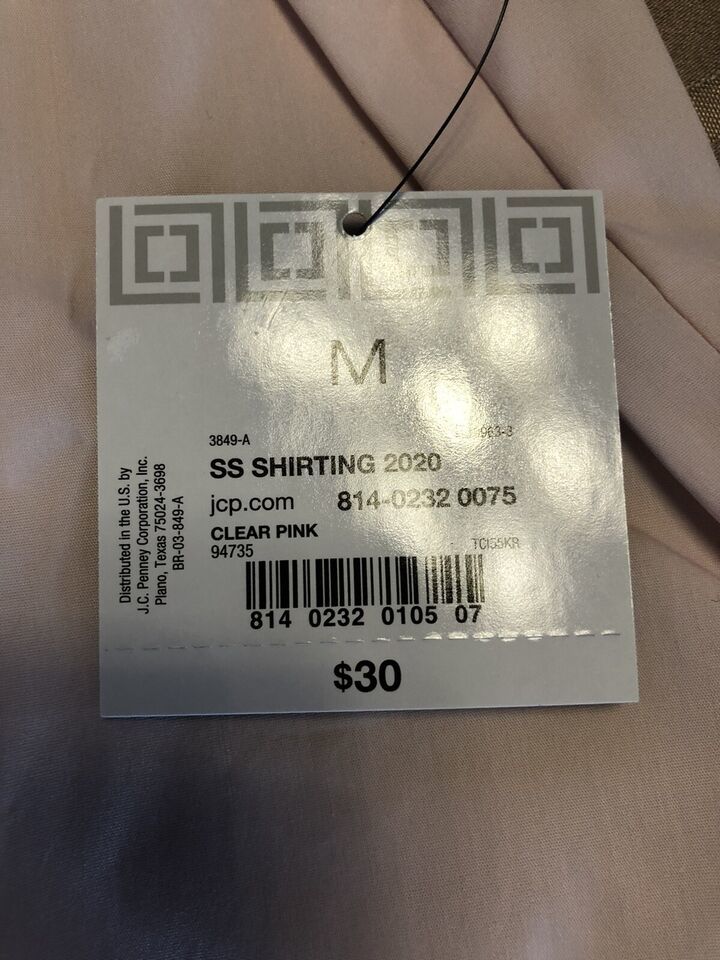 M
3849-A
963-3
SS SHIRTING 2020
jcp.com 814-0232 0075
CLEAR PINK
94735
TCI55KR
814 0232 0105 07
$30
Distributed in the U.S. by
J.C. Penney Corporation, Inc.
Plano, Texas 75024-3698
BR-03-849-A